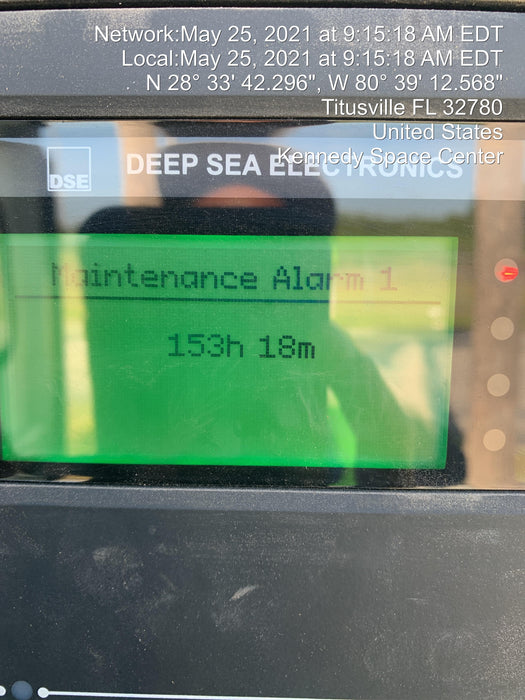 Network:May 25, 2021 at 9:15:18 AM EDT
Local:May 25, 2021 at 9:15:18 AM EDT
N 28° 33' 42.296", W 80° 39' 12.568"
Titusville FL 32780
United States
Kennedy Space Center
DSE
DEEP SEA ELECTRONICS
Maintenance Alarm 1
153h 18m